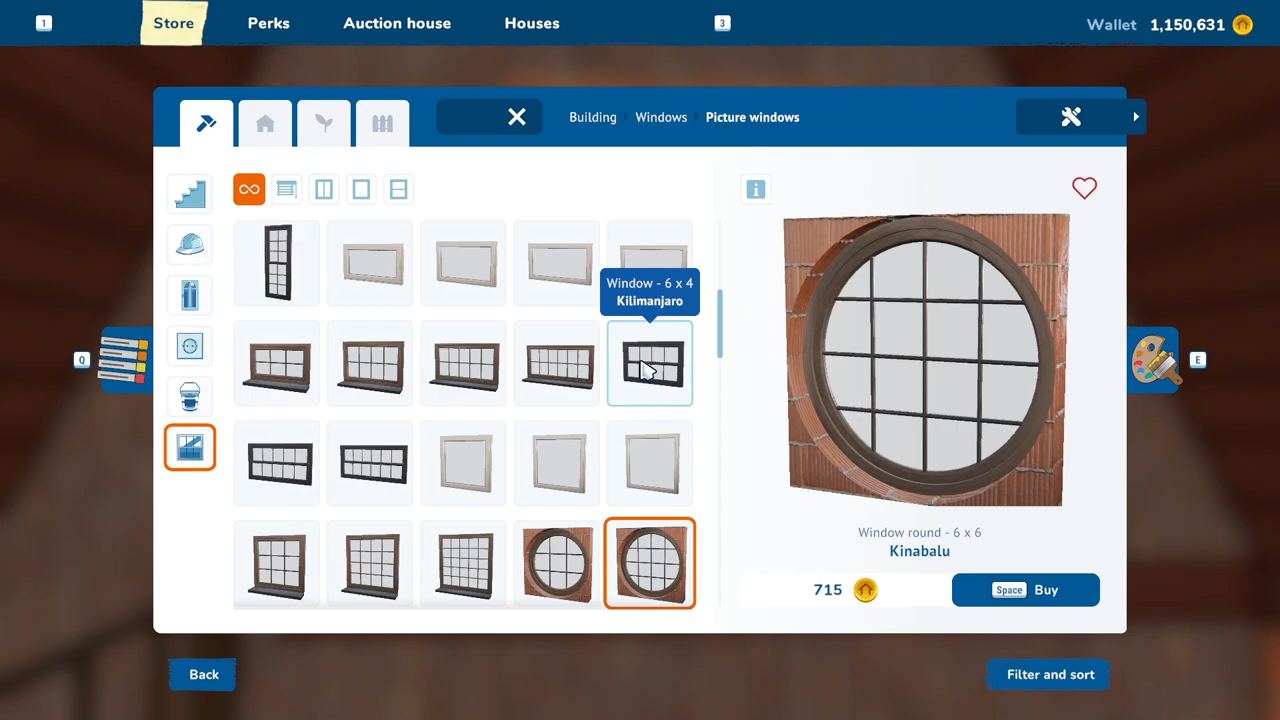 1
Store
Perks
Auction house
Houses
3
Wallet 1,150,631
Building Windows Picture windows
Window - 6 x 4
Kilimanjaro
Q
E
Window round - 6 x 6
Kinabalu
715
Space Buy
Back
Filter and sort